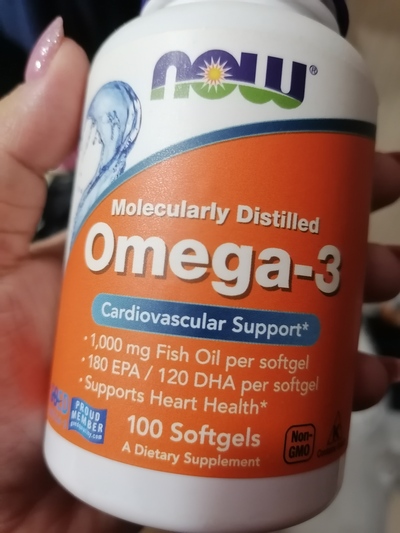 NOW®
Molecularly Distilled
Omega-3
Cardiovascular Support*
• 1,000 mg Fish Oil per softgel
• 180 EPA / 120 DHA per softgel
• Supports Heart Health*
PROUD
MEMBER
100 Softgels
A Dietary Supplement
Non-
GMO
K